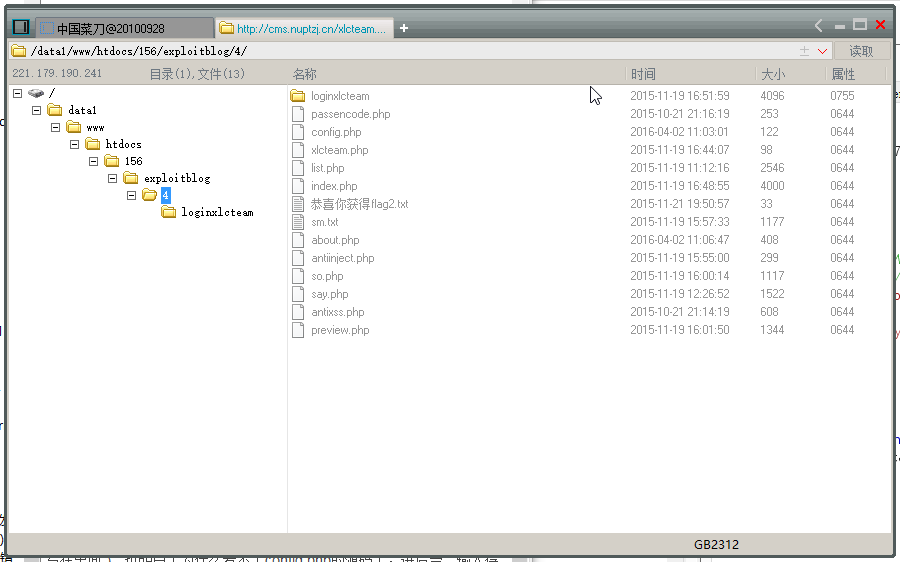 中国菜刀@20100928 http://cms.nuptzj.cn/xlcteam....
/data1/www/htdocs/156/exploitblog/4/ 读取
221.179.190.241 目录(1),文件(13) 名称 时间 大小 属性
/
data1
www
htdocs
156
exploitblog
4
loginxlcteam
loginxlcteam 2015-11-19 16:51:59 4096 0755
passencode.php 2015-10-21 21:16:19 253 0644
config.php 2016-04-02 11:03:01 122 0644
xlcteam.php 2015-11-19 16:44:07 98 0644
list.php 2015-11-19 11:12:16 2546 0644
index.php 2015-11-19 16:48:55 4000 0644
恭喜你获得flag2.txt 2015-11-21 19:50:57 33 0644
sm.txt 2015-11-19 15:57:33 1177 0644
about.php 2016-04-02 11:06:47 408 0644
antiinject.php 2015-11-19 15:55:00 299 0644
so.php 2015-11-19 16:00:14 1117 0644
say.php 2015-11-19 12:26:52 1522 0644
antixss.php 2015-10-21 21:14:19 608 0644
preview.php 2015-11-19 16:01:50 1344 0644
GB2312